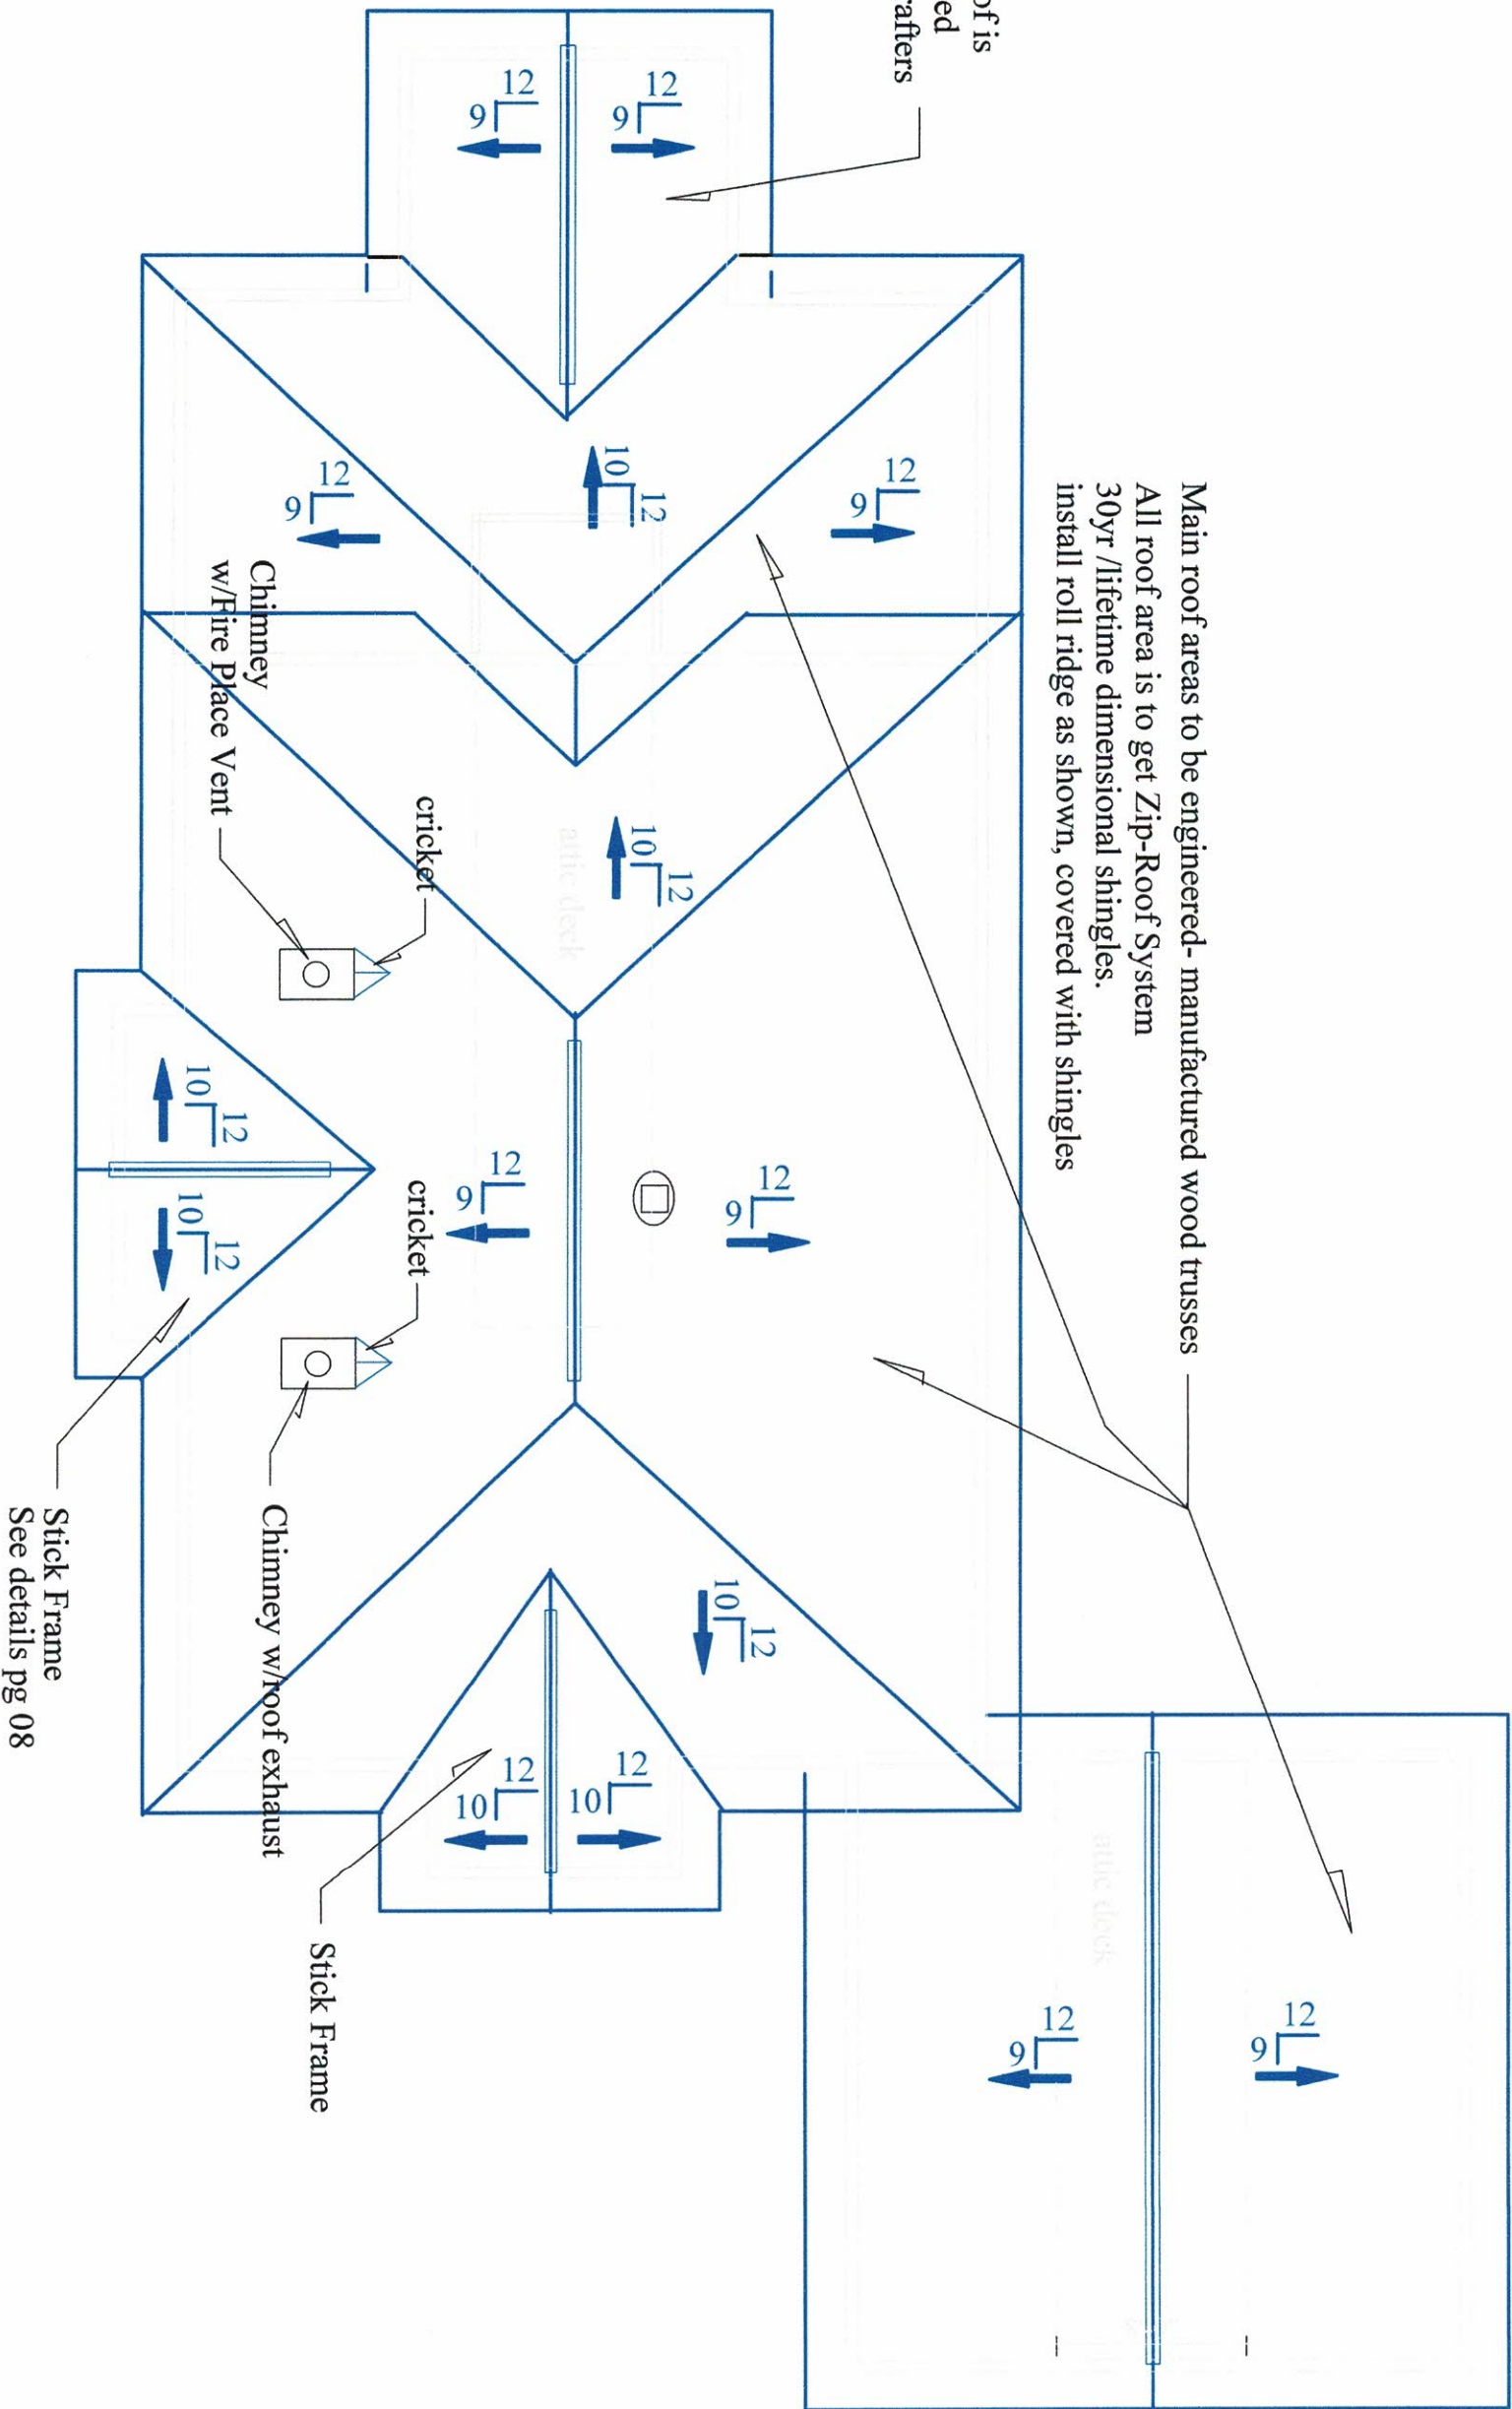 of is
ed
rafters
Main roof areas to be engineered- manufactured wood trusses
All roof area is to get Zip-Roof System
30yr /lifetime dimensional shingles.
install roll ridge as shown, covered with shingles
12
9
12
9
12
9
12
10
12
9
Chimney
w/Fire Place Vent
cricket
12
10
attic deck
12
9
12
9
12
10
12
10
cricket
Chimney w/roof exhaust
Stick Frame
See details pg 08
12
10
12
10
12
10
Stick Frame
attic deck
12
9
12
9